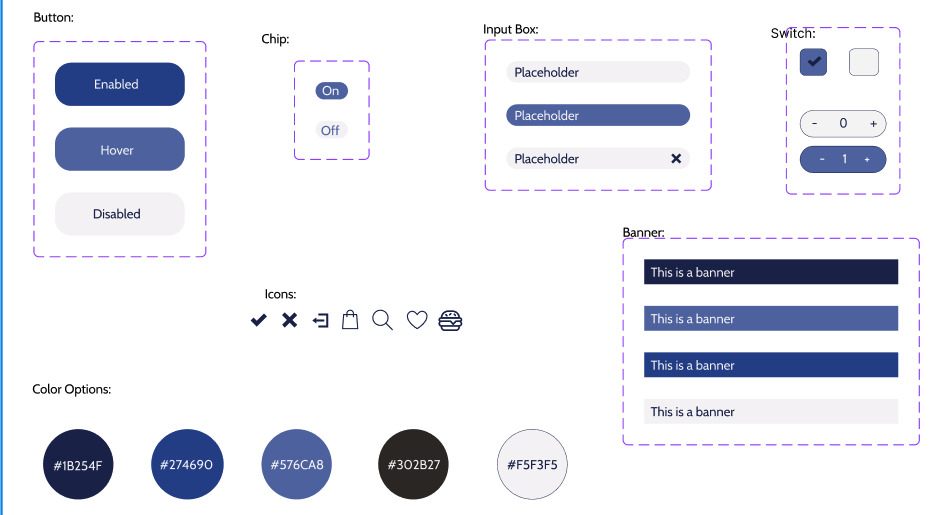 Button:
Enabled
Hover
Disabled
Chip:
On
Off
Input Box:
Placeholder
Placeholder
Placeholder
Switch:
- 0 +
- 1 +
Banner:
This is a banner
This is a banner
This is a banner
This is a banner
Icons:
Color Options:
#1B254F
#274690
#576CA8
#302B27
#F5F3F5